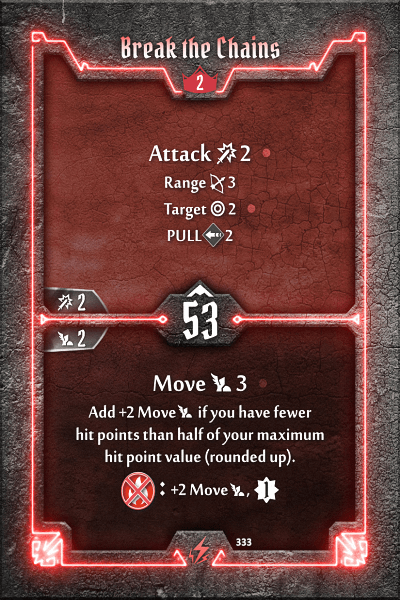 Break the Chains
2
Attack 2
Range 3
Target 2
PULL 2
2
53
2
Move 3
Add +2 Move if you have fewer
hit points than half of your maximum
hit point value (rounded up).
: +2 Move , 1
333